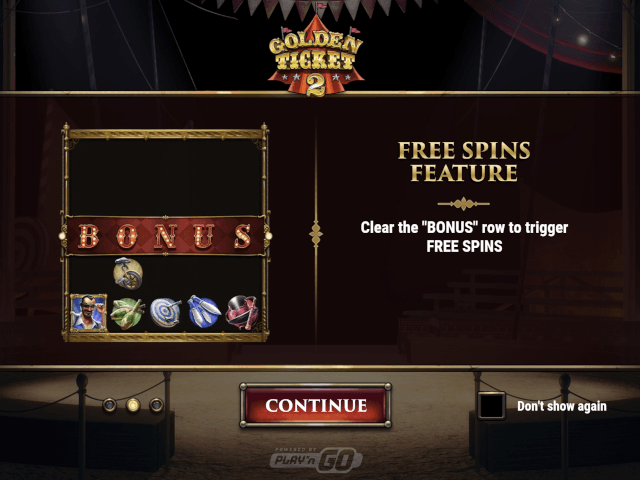 GOLDEN
TICKET
2
FREE SPINS
FEATURE
BONUS
Clear the "BONUS" row to trigger
FREE SPINS
CONTINUE
Don't show again
POWERED BY
PLAY'n GO